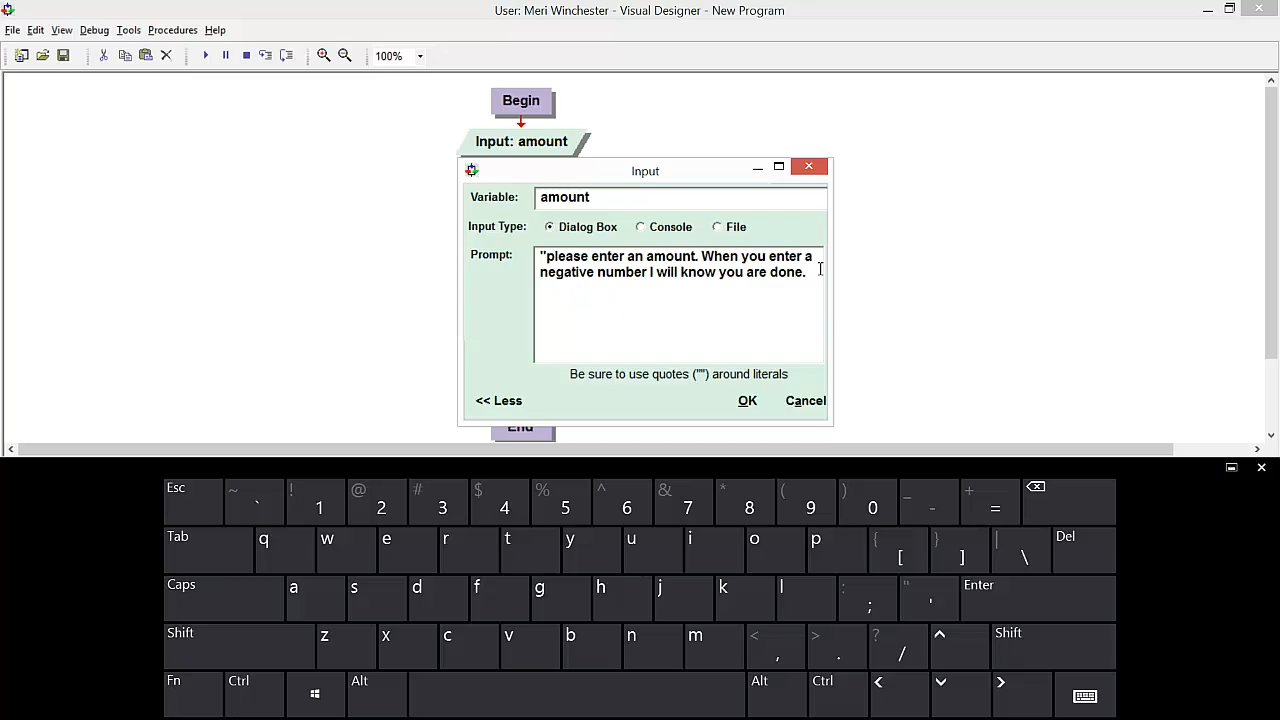 User: Meri Winchester - Visual Designer - New Program
File Edit View Debug Tools Procedures Help
100%
Begin
Input: amount
Input
Variable: amount
Input Type: Dialog Box Console File
Prompt: "please enter an amount. When you enter a
negative number I will know you are done.
Be sure to use quotes ("") around literals
<< Less OK Cancel
End
Esc ~ ` ! 1 @ 2 # 3 $ 4 % 5 ^ 6 & 7 * 8 ( 9 ) 0 _ - + =
Tab q w e r t y u i o p { [ } ] | \ Del
Caps a s d f g h j k l : ; " ' Enter
Shift z x c v b n m < , > . ? / Shift
Fn Ctrl Alt Alt Ctrl